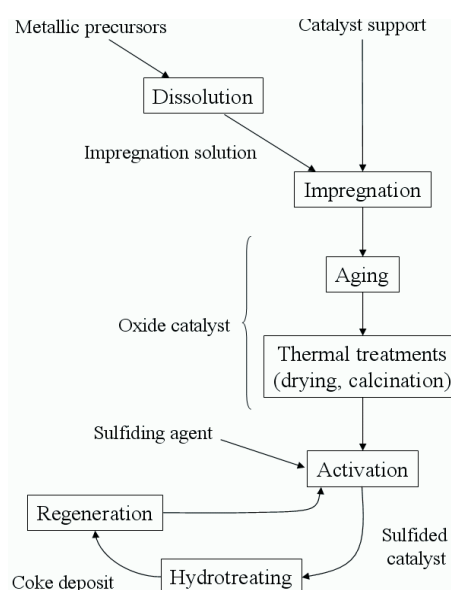 Metallic precursors
Catalyst support
Dissolution
Impregnation solution
Impregnation
Aging
Oxide catalyst
Thermal treatments
(drying, calcination)
Sulfiding agent
Activation
Regeneration
Sulfided
catalyst
Hydrotreating
Coke deposit